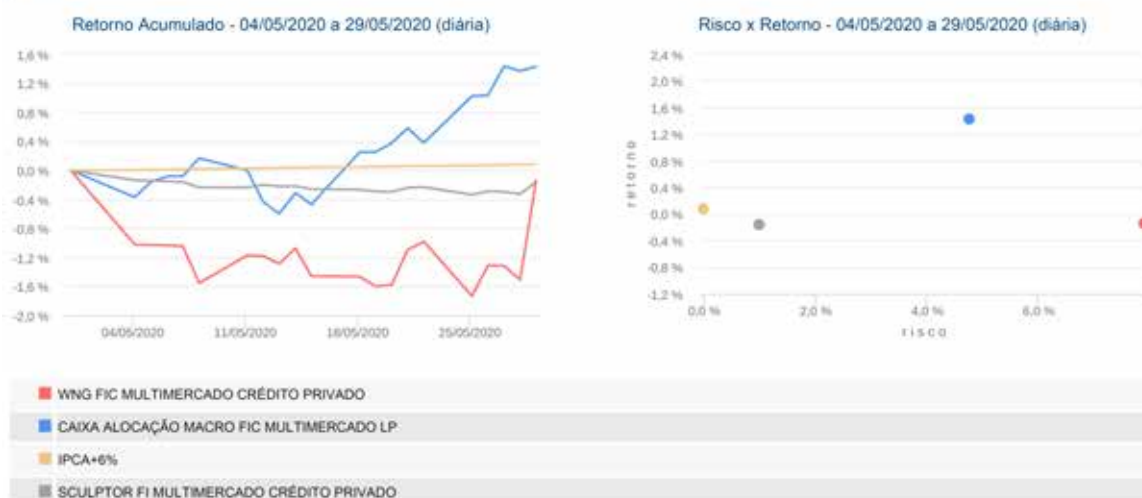 Retorno Acumulado - 04/05/2020 a 29/05/2020 (diária)
1,6 %
1,2 %
0,8 %
0,4 %
0,0 %
-0,4 %
-0,8 %
-1,2 %
-1,6 %
-2,0 %
04/05/2020 11/05/2020 18/05/2020 25/05/2020
Risco x Retorno - 04/05/2020 a 29/05/2020 (diária)
retorno
2,4 %
2,0 %
1,6 %
1,2 %
0,8 %
0,4 %
0,0 %
-0,4 %
-0,8 %
-1,2 %
0,0 % 2,0 % 4,0 % 6,0 %
risco
WNG FIC MULTIMERCADO CRÉDITO PRIVADO
CAIXA ALOCAÇÃO MACRO FIC MULTIMERCADO LP
IPCA+6%
SCULPTOR FI MULTIMERCADO CRÉDITO PRIVADO